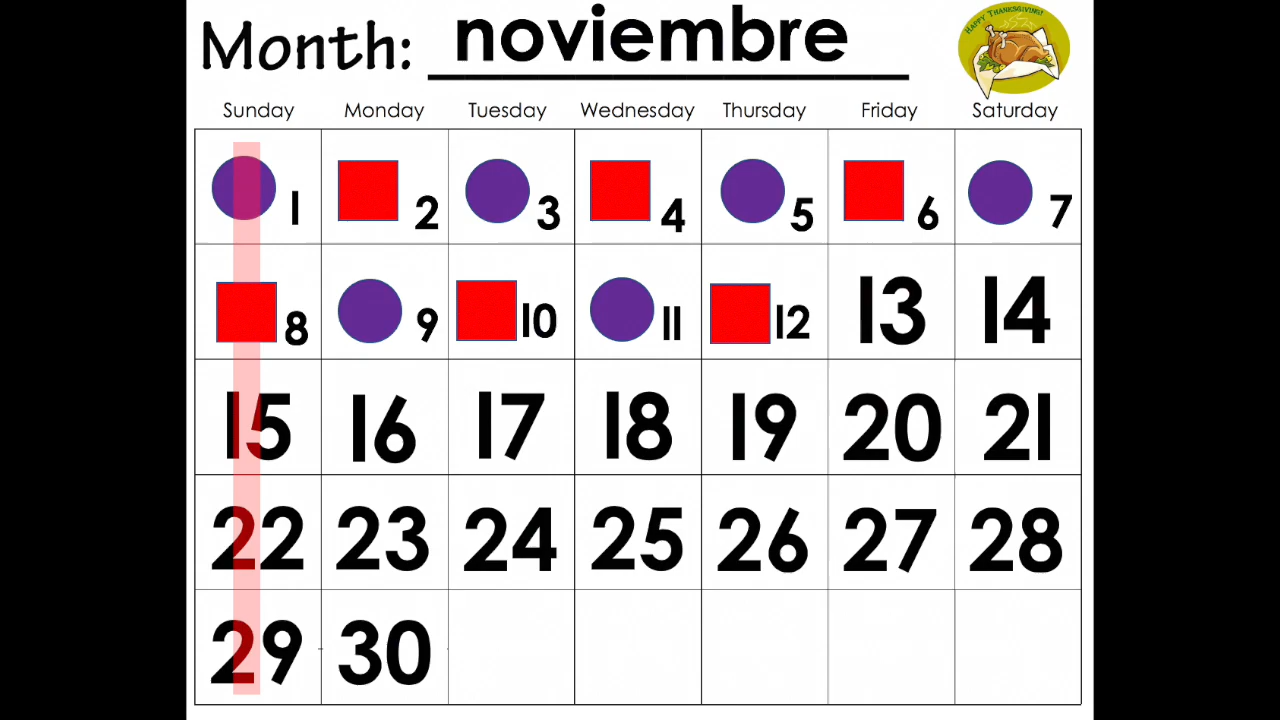 HAPPY THANKSGIVING!
Month: noviembre
Sunday Monday Tuesday Wednesday Thursday Friday Saturday
1 2 3 4 5 6 7
8 9 10 11 12 13 14
15 16 17 18 19 20 21
22 23 24 25 26 27 28
29 30